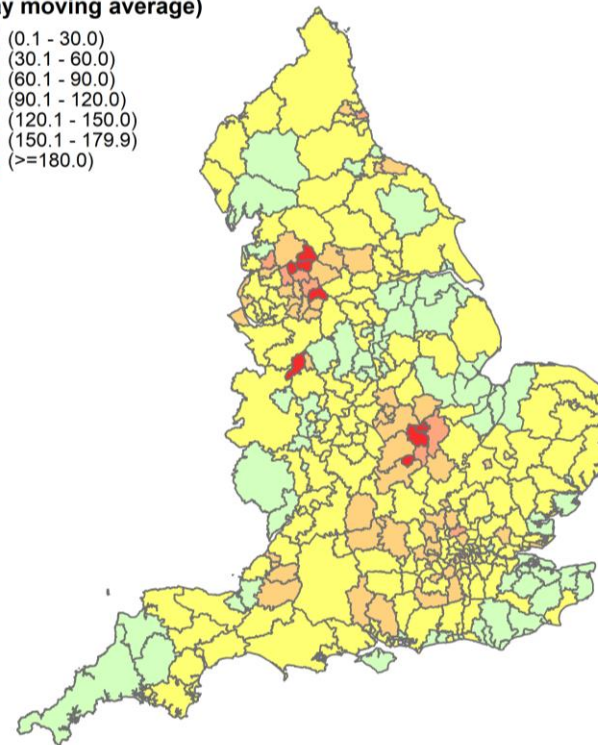 y moving average)
(0.1 - 30.0)
(30.1 - 60.0)
(60.1 - 90.0)
(90.1 - 120.0)
(120.1 - 150.0)
(150.1 - 179.9)
(>=180.0)